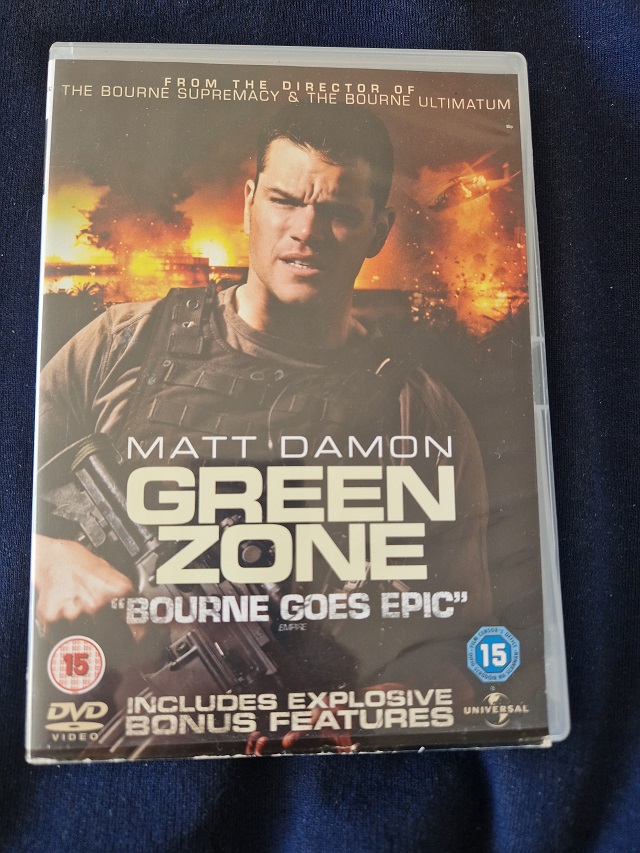 FROM THE DIRECTOR OF
THE BOURNE SUPREMACY & THE BOURNE ULTIMATUM
MATT DAMON
GREEN
ZONE
"BOURNE GOES EPIC"
EMPIRE
15
15
DVD
VIDEO
INCLUDES EXPLOSIVE
BONUS FEATURES
UNIVERSAL